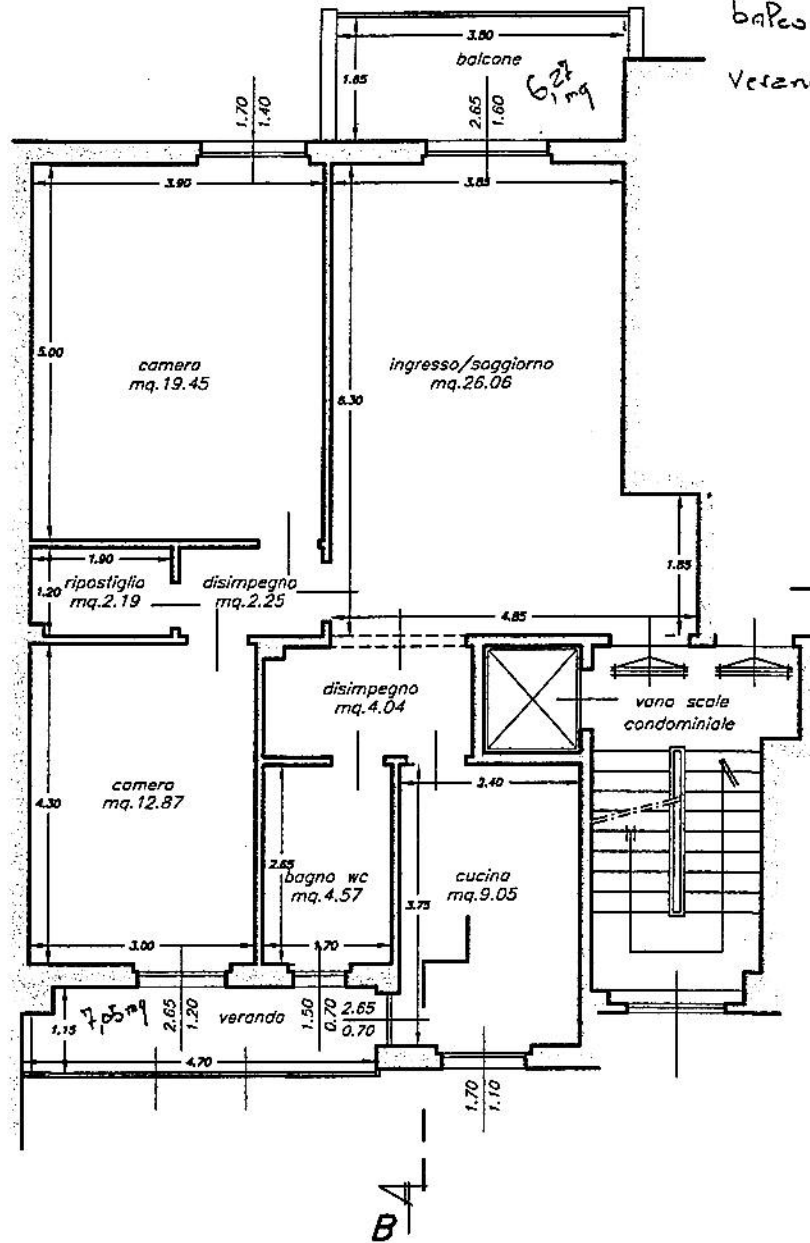 balco
veran
3.80
balcone
1.65
6,27 mq
1.70
1.40
2.65
1.60
3.90
3.85
5.00
camera
mq.19.45
ingresso/soggiorno
mq.26.06
6.30
1.90
1.20
ripostiglio
mq.2.19
disimpegno
mq.2.25
1.85
4.85
disimpegno
mq.4.04
vano scale
condominiale
camera
mq.12.87
4.30
2.40
2.65
bagno wc
mq.4.57
cucina
mq.9.05
3.75
3.00
1.70
1.15
7,05 mq
2.65
1.20
veranda
1.50
0.70
2.65
0.70
4.70
1.70
1.10
B